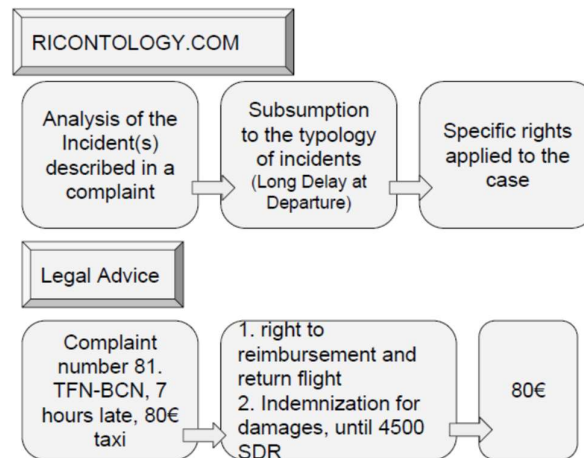 RICONTOLOGY.COM
Analysis of the
Incident(s)
described in a
complaint
Subsumption
to the typology
of incidents
(Long Delay at
Departure)
Specific rights
applied to the
case
Legal Advice
Complaint
number 81.
TFN-BCN, 7
hours late, 80€
taxi
1. right to
reimbursement and
return flight
2. Indemnization for
damages, until 4500
SDR
80€